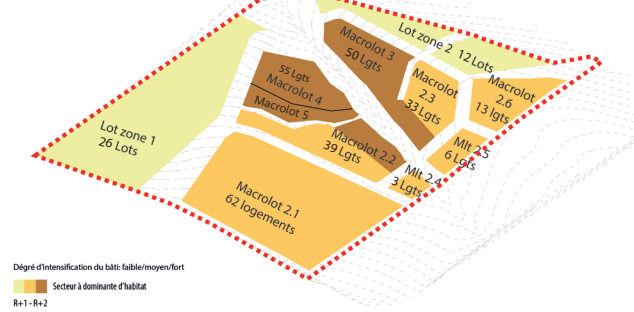 Macrolot 3
50 Lgts
Lot zone 2
12 Lots
55 Lgts
Macrolot 4
Macrolot 5
Macrolot
2.3
33 Lgts
Macrolot
2.6
13 lgts
Lot zone 1
26 Lots
Macrolot 2.2
39 Lgts
Mlt 2.5
6 Lgts
Mlt 2.4
3 Lgts
Macrolot 2.1
62 logements
Dégré d'intensification du bâti: faible/moyen/fort
Secteur à dominante d'habitat
R+1 - R+2